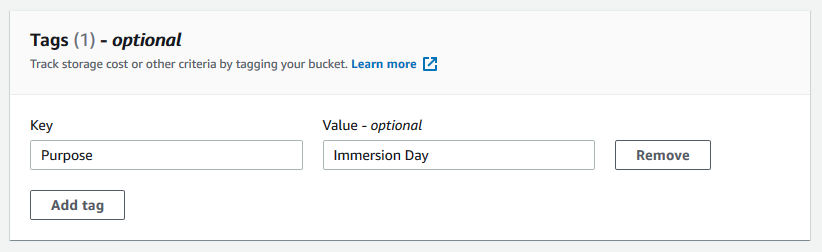 Tags (1) - optional
Track storage cost or other criteria by tagging your bucket. Learn more
Key
Value - optional
Purpose
Immersion Day
Remove
Add tag